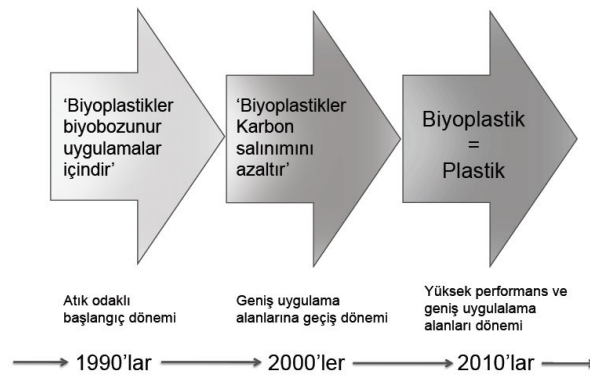 'Biyoplastikler
biyobozunur
uygulamalar
içindir'
'Biyoplastikler
Karbon
salınımını
azaltır'
Biyoplastik
=
Plastik
Atık odaklı
başlangıç dönemi
Geniş uygulama
alanlarına geçiş dönemi
Yüksek performans ve
geniş uygulalama
alanları dönemi
1990'lar
2000'ler
2010'lar